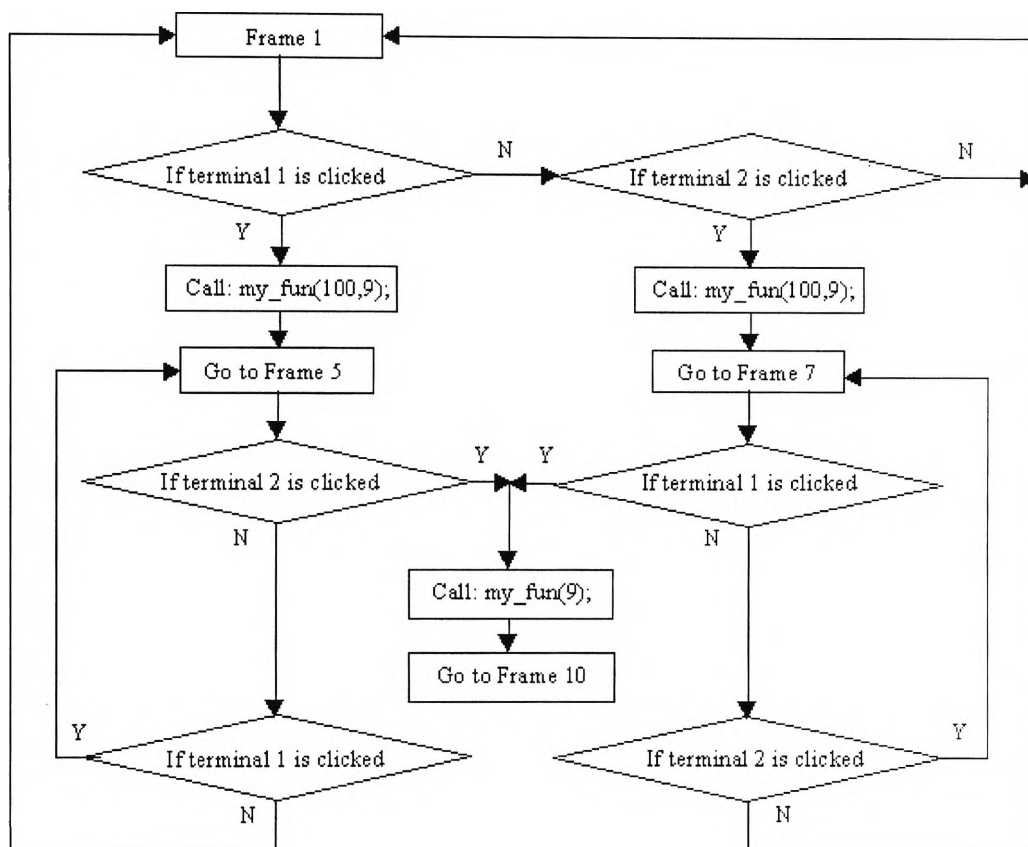 Frame 1
If terminal 1 is clicked
N
If terminal 2 is clicked
N
Y
Y
Call: my_fun(100,9);
Call: my_fun(100,9);
Go to Frame 5
Go to Frame 7
If terminal 2 is clicked
Y
Y
If terminal 1 is clicked
N
N
Call: my_fun(9);
Go to Frame 10
Y
If terminal 1 is clicked
If terminal 2 is clicked
Y
N
N